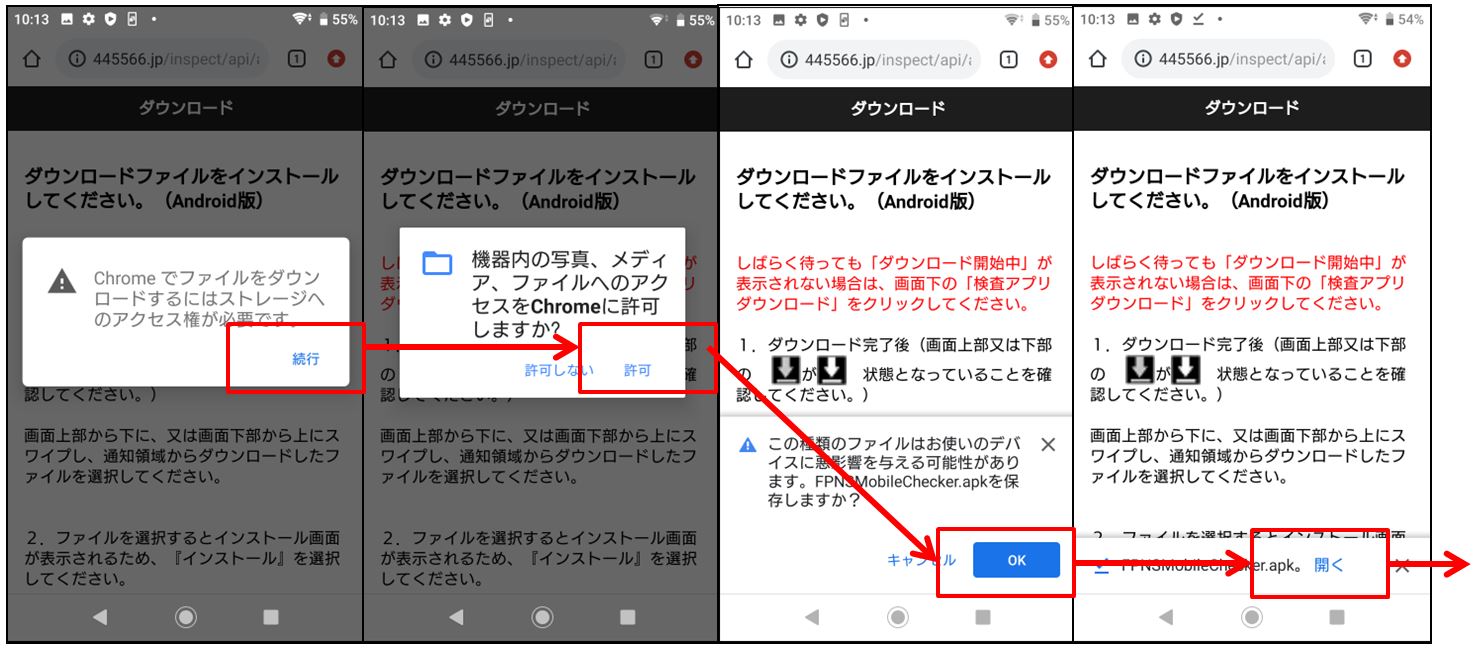 10:13
55%
445566.jp/inspect/api/
1
ダウンロード
ダウンロードファイルをインストール
してください。（Android版）
Chrome でファイルをダウン
ロードするにはストレージへ
のアクセス権が必要です。
続行
認してください。）
画面上部から下に、又は画面下部から上にス
ワイプし、通知領域からダウンロードしたフ
ァイルを選択してください。
２．ファイルを選択するとインストール画面
が表示されるため、『インストール』を選択
してください。
10:13
55%
445566.jp/inspect/api/
1
ダウンロード
ダウンロードファイルをインストール
してください。（Android版）
機器内の写真、メディ
ア、ファイルへのアク
セスをChromeに許可
しますか?
許可しない
許可
認してください。）
画面上部から下に、又は画面下部から上にス
ワイプし、通知領域からダウンロードしたフ
ァイルを選択してください。
２．ファイルを選択するとインストール画面
が表示されるため、『インストール』を選択
してください。
10:13
55%
445566.jp/inspect/api/
1
ダウンロード
ダウンロードファイルをインストール
してください。（Android版）
しばらく待っても「ダウンロード開始中」が
表示されない場合は、画面下の「検査アプリ
ダウンロード」をクリックしてください。
１．ダウンロード完了後（画面上部又は下部
の が 状態となっていることを確
認してください。）
この種類のファイルはお使いのデバ
イスに悪影響を与える可能性があり
ます。FPNSMobileChecker.apkを保
存しますか？
キャンセル
OK
10:13
54%
445566.jp/inspect/api/
1
ダウンロード
ダウンロードファイルをインストール
してください。（Android版）
しばらく待っても「ダウンロード開始中」が
表示されない場合は、画面下の「検査アプリ
ダウンロード」をクリックしてください。
１．ダウンロード完了後（画面上部又は下部
の が 状態となっていることを確
認してください。）
画面上部から下に、又は画面下部から上にス
ワイプし、通知領域からダウンロードしたフ
ァイルを選択してください。
２．ファイルを選択するとインストール画面
FPNSMobileChecker.apk。 開く